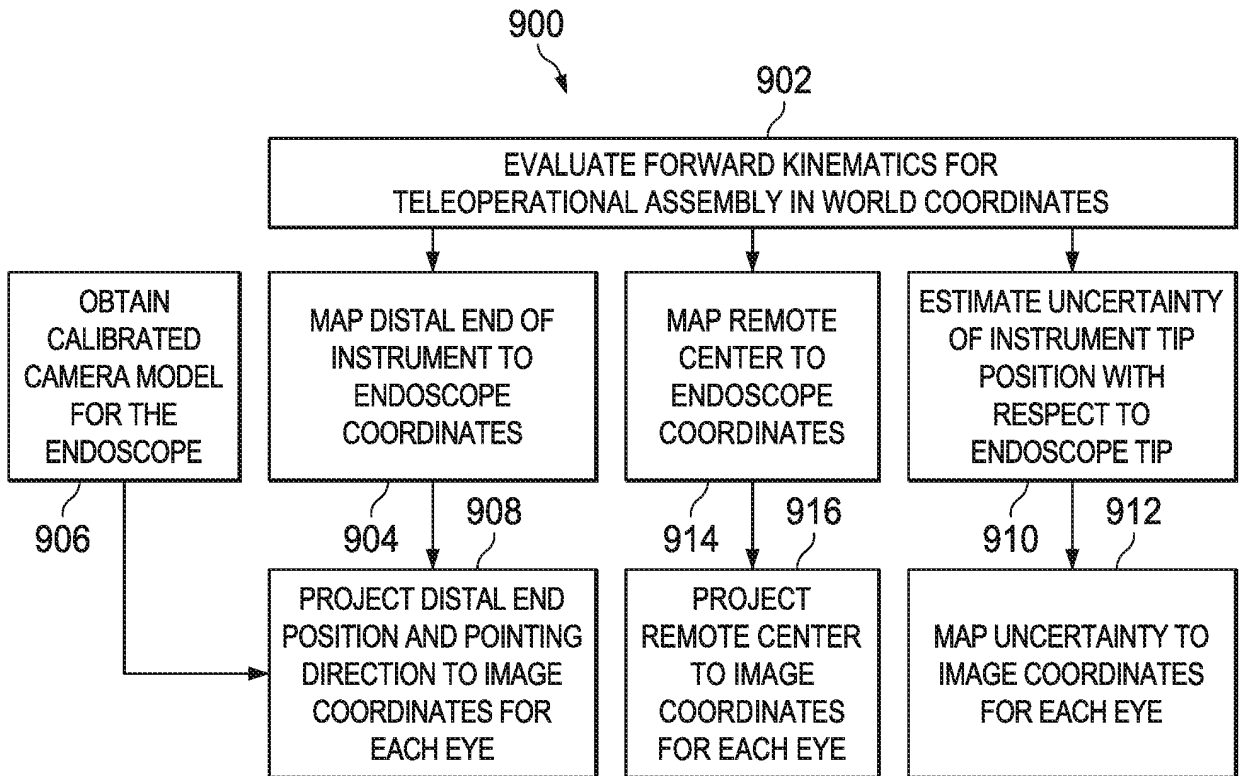 900
902
EVALUATE FORWARD KINEMATICS FOR
TELEOPERATIONAL ASSEMBLY IN WORLD COORDINATES
OBTAIN
CALIBRATED
CAMERA MODEL
FOR THE
ENDOSCOPE
906
MAP DISTAL END OF
INSTRUMENT TO
ENDOSCOPE
COORDINATES
904
MAP REMOTE
CENTER TO
ENDOSCOPE
COORDINATES
914
ESTIMATE UNCERTAINTY
OF INSTRUMENT TIP
POSITION WITH
RESPECT TO
ENDOSCOPE TIP
910
908
PROJECT DISTAL END
POSITION AND POINTING
DIRECTION TO IMAGE
COORDINATES FOR
EACH EYE
916
PROJECT
REMOTE CENTER
TO IMAGE
COORDINATES
FOR EACH EYE
912
MAP UNCERTAINTY TO
IMAGE COORDINATES
FOR EACH EYE